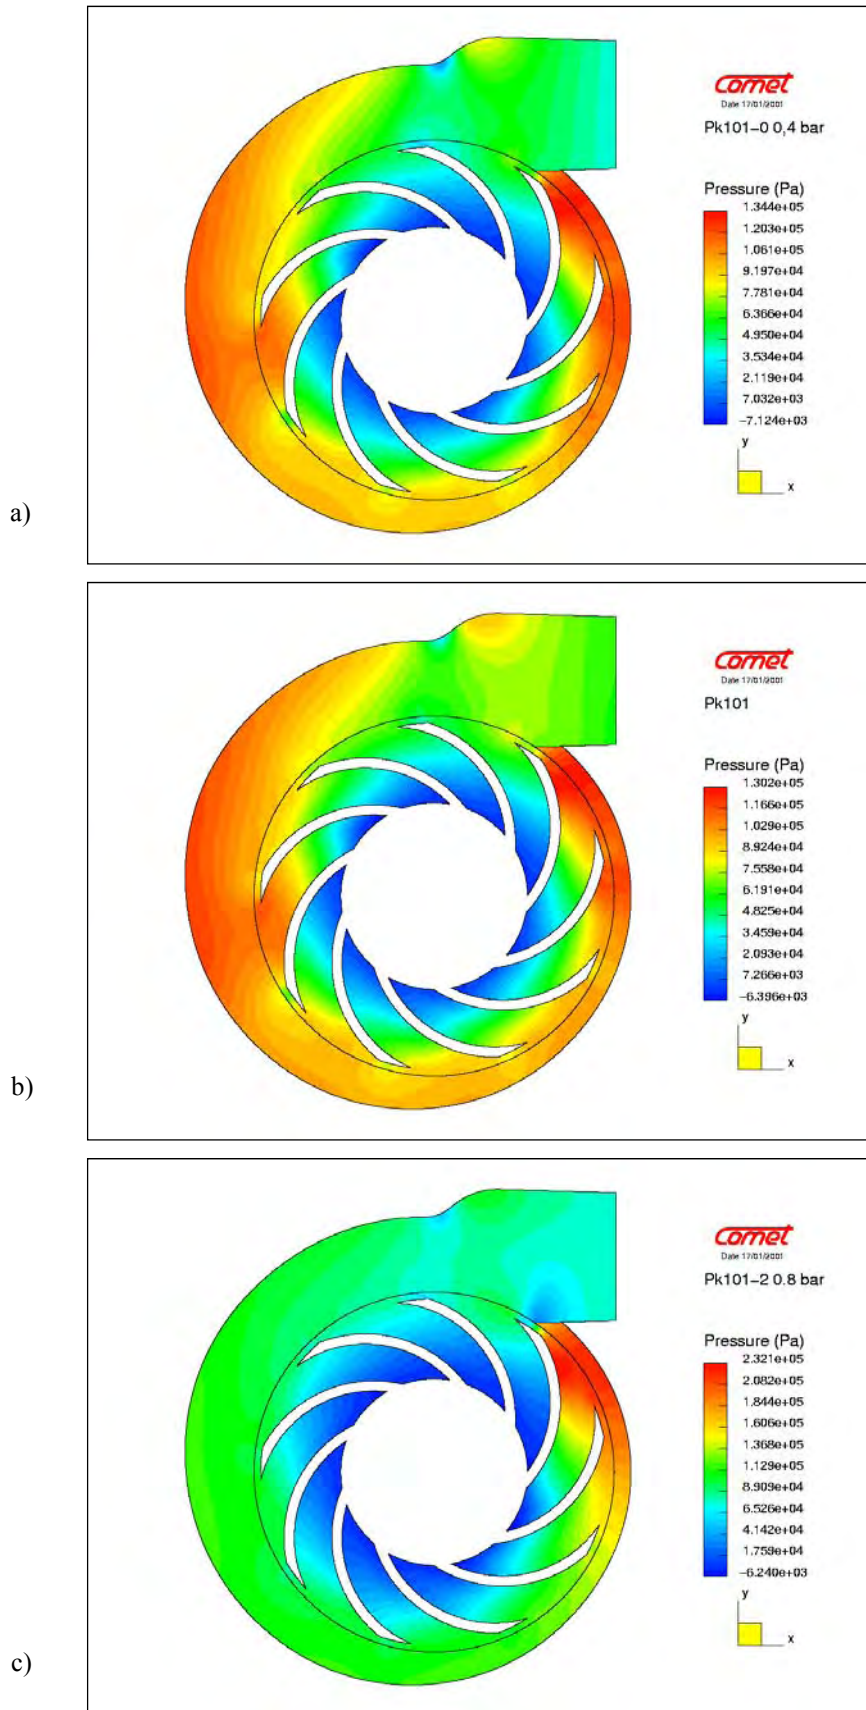 Comet
Date 17/01/2001
Pk101-0 0,4 bar
Pressure (Pa)
1.344e+05
1.203e+05
1.061e+05
9.197e+04
7.781e+04
6.366e+04
4.950e+04
3.534e+04
2.119e+04
7.032e+03
-7.124e+03
y
x
a)
Comet
Date 17/01/2001
Pk101
Pressure (Pa)
1.302e+05
1.166e+05
1.029e+05
8.924e+04
7.558e+04
6.191e+04
4.825e+04
3.459e+04
2.093e+04
7.266e+03
-6.396e+03
y
x
b)
Comet
Date 17/01/2001
Pk101-2 0.8 bar
Pressure (Pa)
2.321e+05
2.082e+05
1.844e+05
1.606e+05
1.368e+05
1.129e+05
8.909e+04
6.526e+04
4.142e+04
1.759e+04
-6.240e+03
y
x
c)